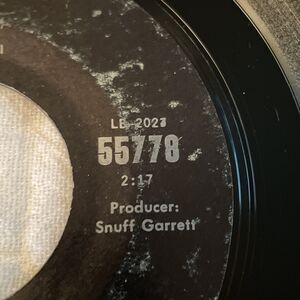 LB-2023
55778
2:17
Producer:
Snuff Garrett